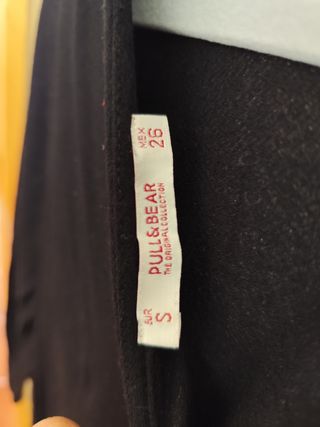 EUR
S
PULL&BEAR
THE ORIGINAL COLLECTION
MEX
26